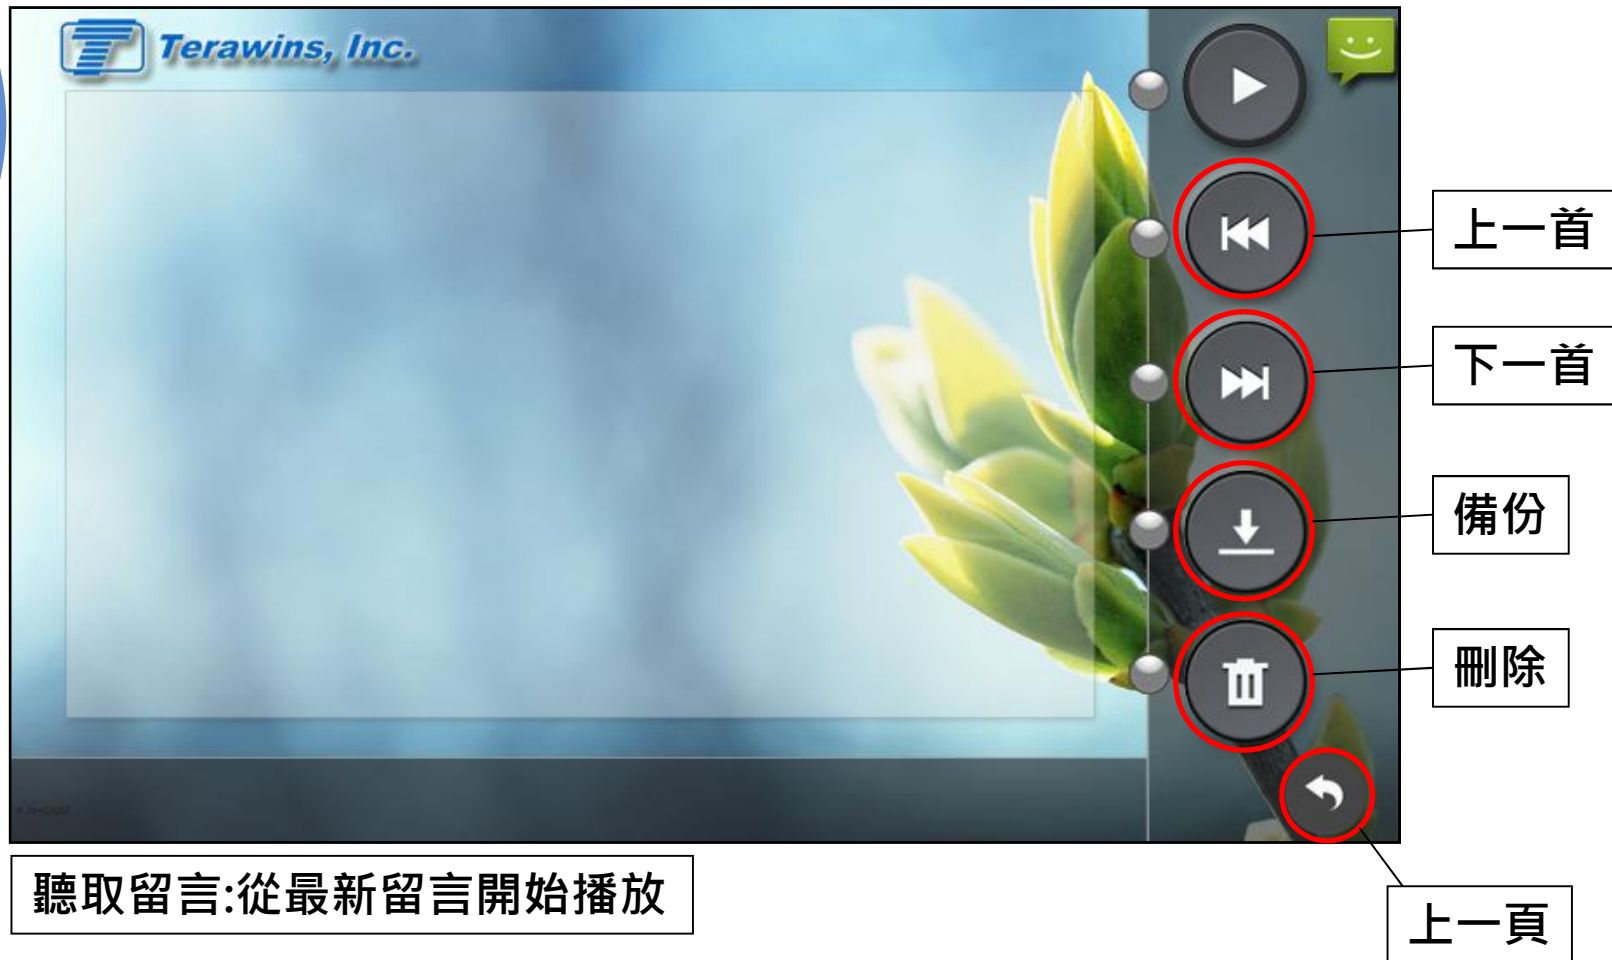 Terawins, Inc.
上一首
下一首
備份
刪除
聽取留言:從最新留言開始播放
上一頁